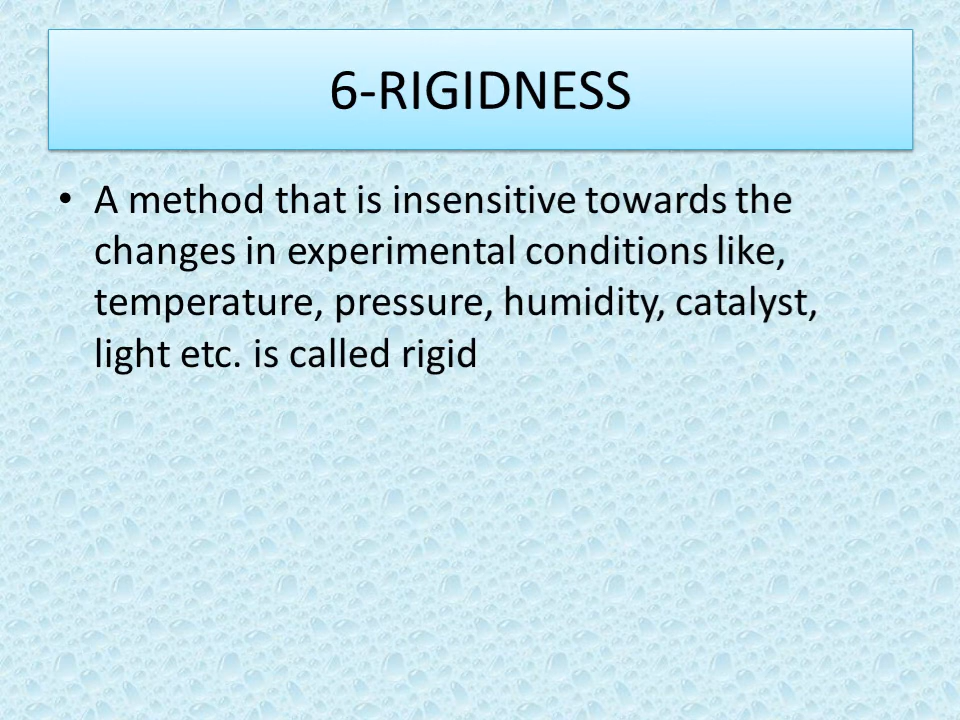 6-RIGIDNESS
• A method that is insensitive towards the
changes in experimental conditions like,
temperature, pressure, humidity, catalyst,
light etc. is called rigid